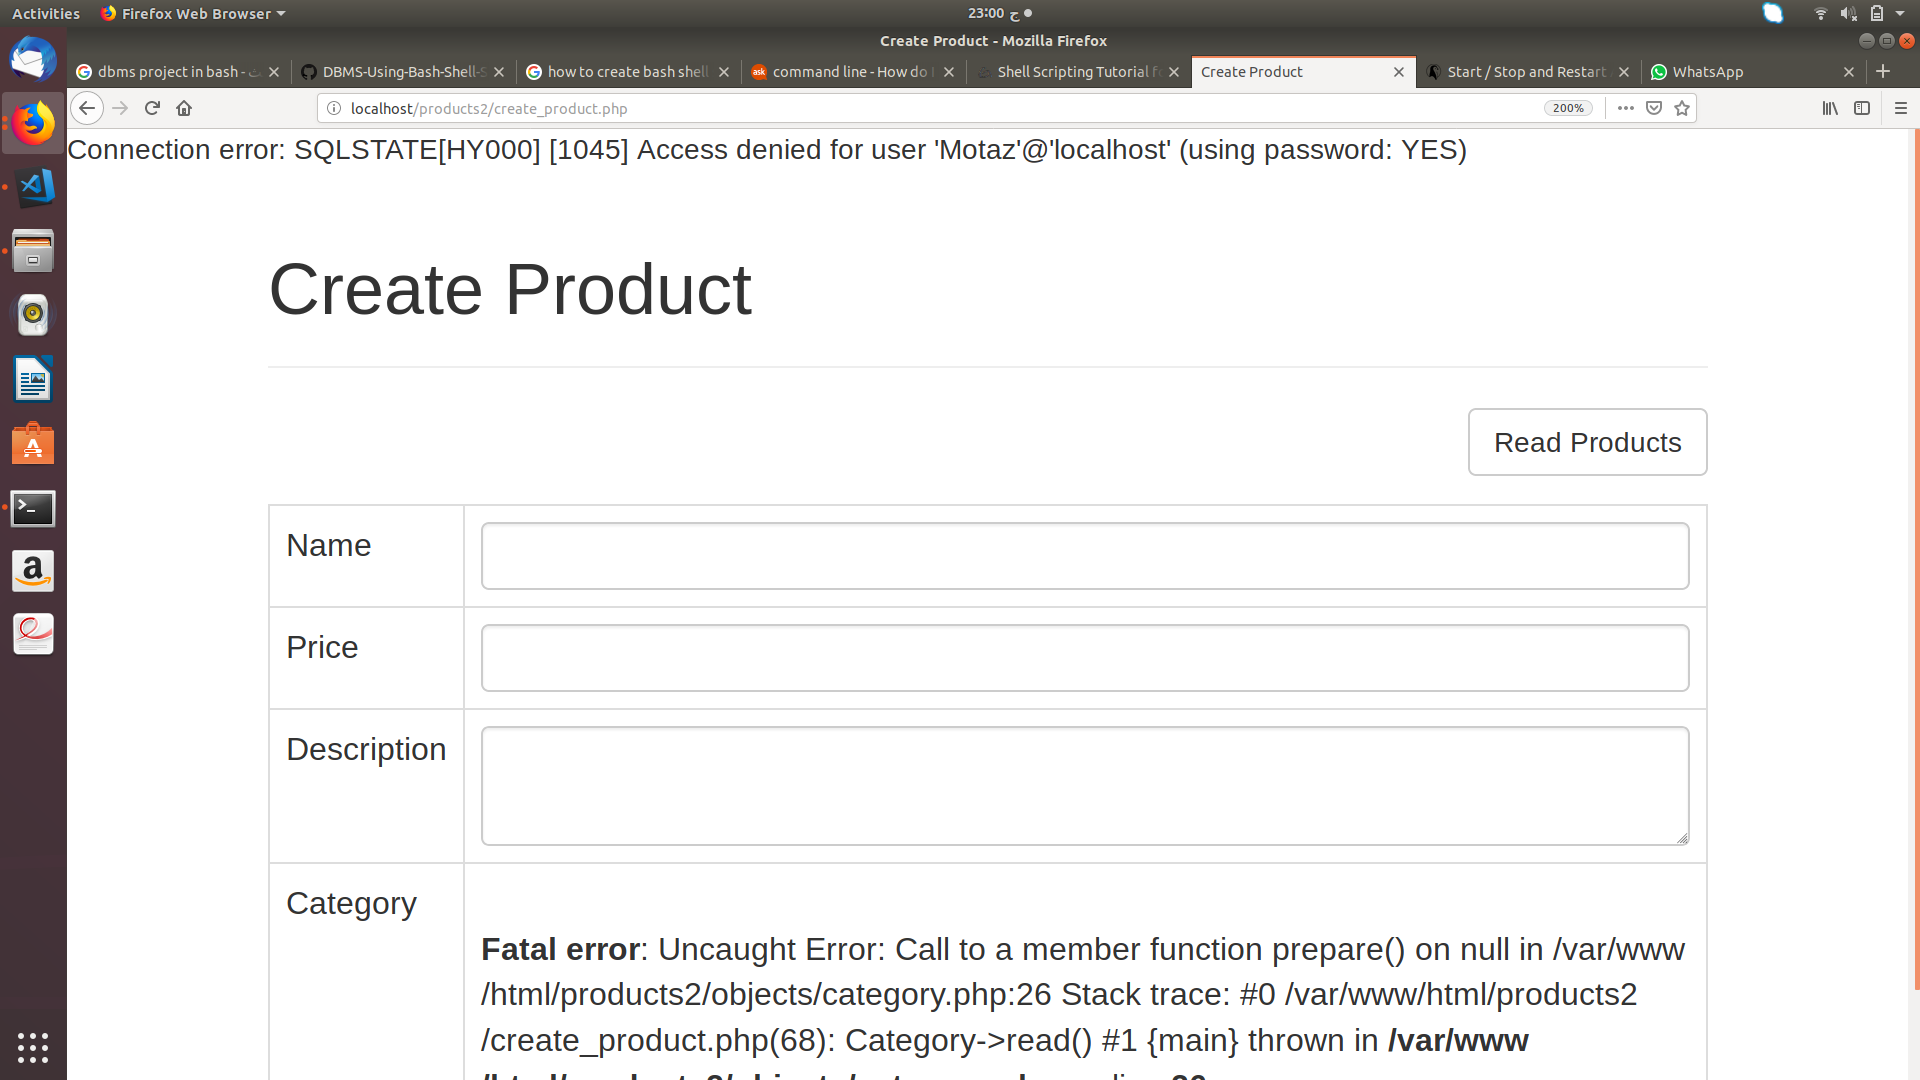 Activities
Firefox Web Browser
23:00 ح
Create Product - Mozilla Firefox
dbms project in bash -
DBMS-Using-Bash-Shell-S
how to create bash shell
ask
command line - How do I
Shell Scripting Tutorial fo
Create Product
Start / Stop and Restart
WhatsApp
localhost/products2/create_product.php
200%
Connection error: SQLSTATE[HY000] [1045] Access denied for user 'Motaz'@'localhost' (using password: YES)
Create Product
Read Products
Name
Price
Description
Category
Fatal error: Uncaught Error: Call to a member function prepare() on null in /var/www
/html/products2/objects/category.php:26 Stack trace: #0 /var/www/html/products2
/create_product.php(68): Category->read() #1 {main} thrown in /var/www